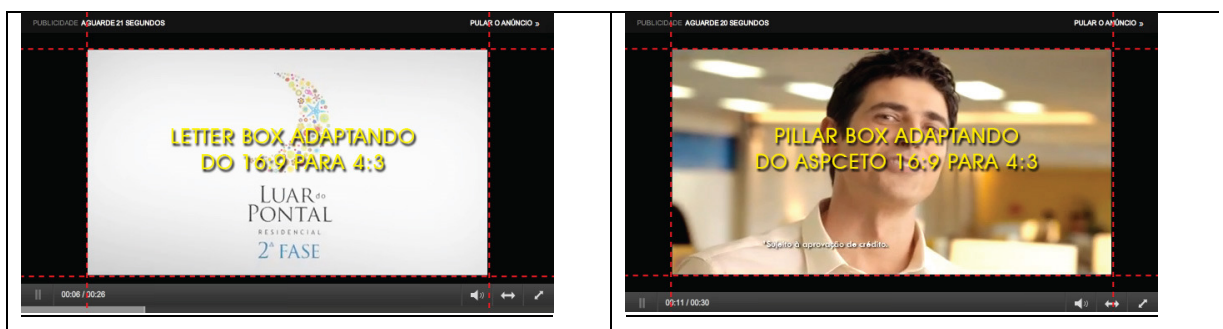 PUBLICIDADE AGUARDE 21 SEGUNDOS
PULAR O ANÚNCIO »
LETTER BOX ADAPTANDO
DO 16:9 PARA 4:3
LUAR do
PONTAL
RESIDENCIAL
2ª FASE
00:06 / 00:26
PUBLICIDADE AGUARDE 20 SEGUNDOS
PULAR O ANÚNCIO »
PILLAR BOX ADAPTANDO
DO ASPCETO 16:9 PARA 4:3
*Sujeito à aprovação de crédito.
00:11 / 00:30